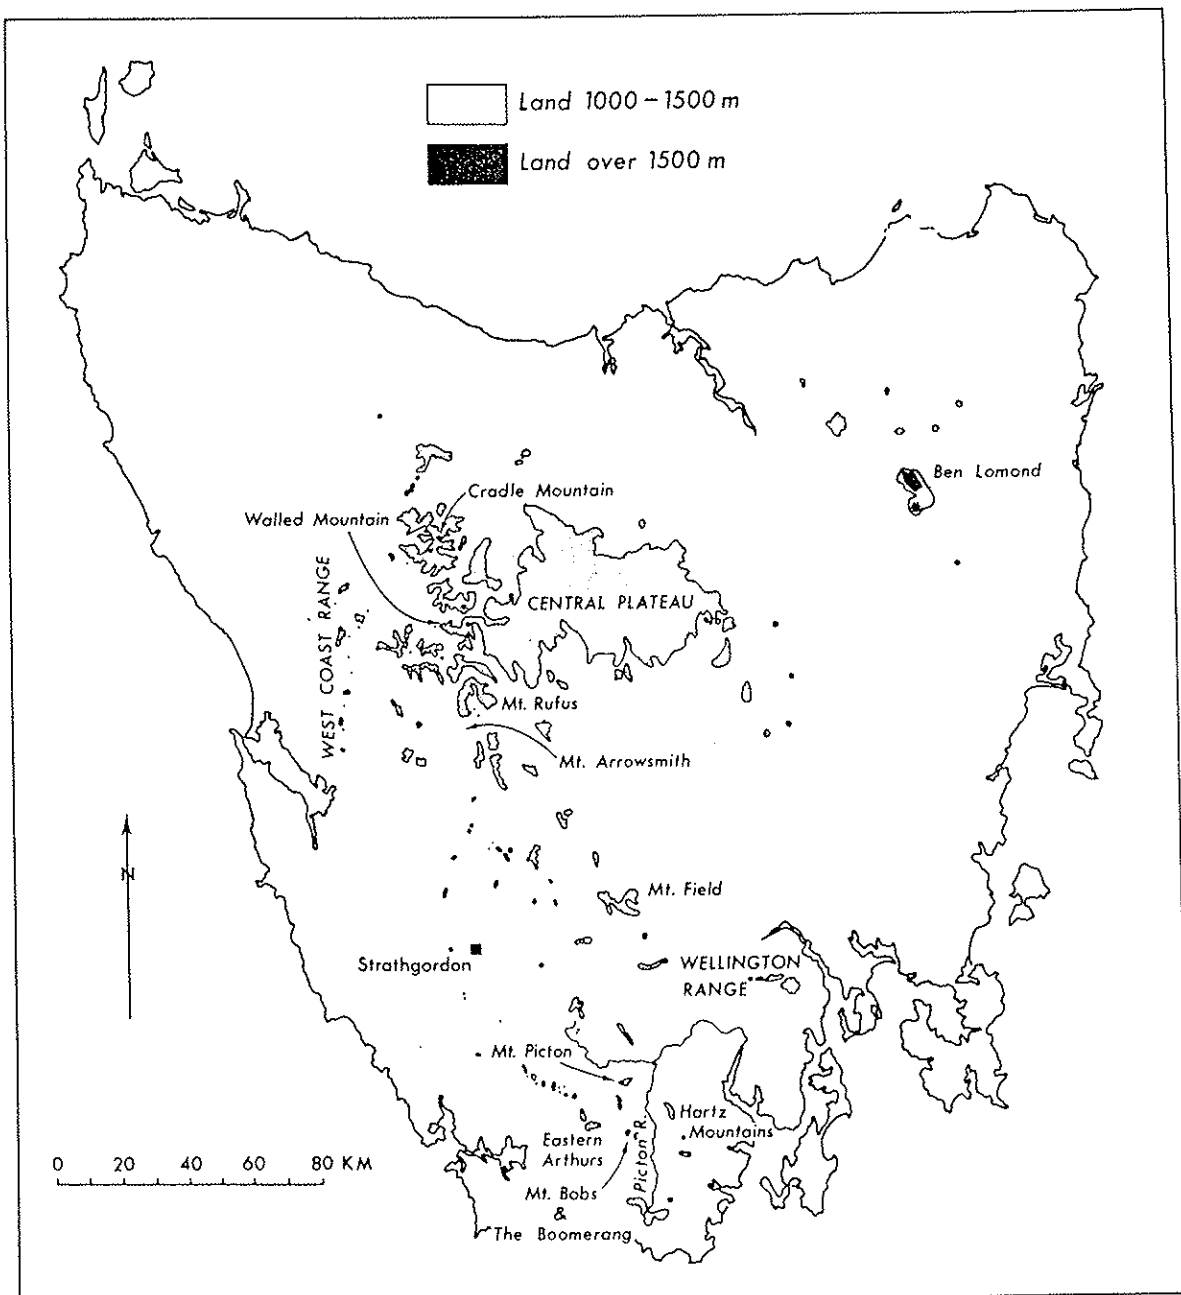 Land 1000 – 1500 m
Land over 1500 m
Ben Lomond
Cradle Mountain
Walled Mountain
CENTRAL PLATEAU
WEST COAST RANGE
Mt. Rufus
Mt. Arrowsmith
N
Mt. Field
Strathgordon
WELLINGTON
RANGE
Mt. Picton
Hartz
Mountains
Picton R.
Eastern
Arthurs
0 20 40 60 80 KM
Mt. Bobs
&
The Boomerang